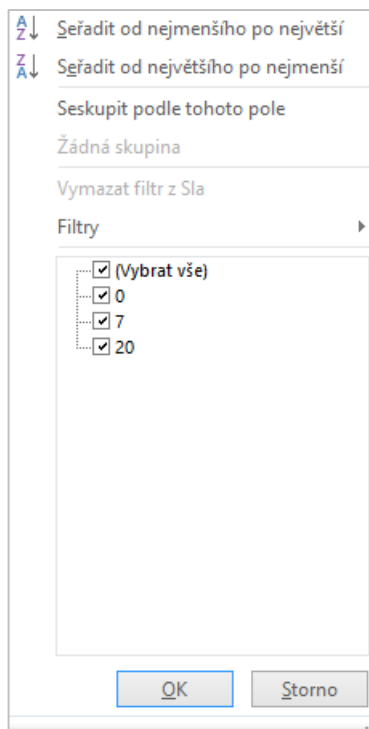 Seřadit od nejmenšího po největší
Seřadit od největšího po nejmenší
Seskupit podle tohoto pole
Žádná skupina
Vymazat filtr z Sla
Filtry
(Vybrat vše)
0
7
20
OK
Storno